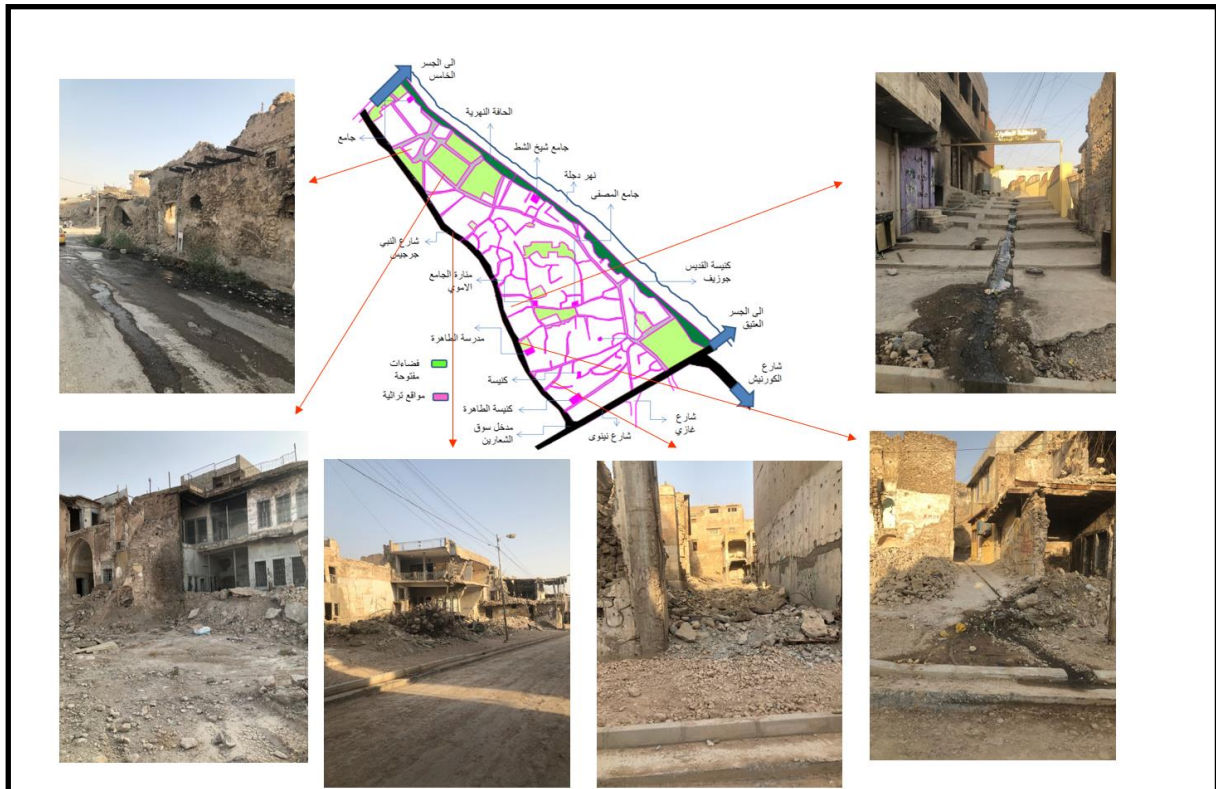 الى الجسر
الخامس
الحافة النهرية
جامع شيخ الشط
جامع
نهر دجلة
جامع المصفى
شارع النبي
جرجيس
كنيسة القديس
جوزيف
منارة الجامع
الاموي
الى الجسر
العتيق
مدرسة الطاهرة
فضاءات
مفتوحة
كنيسة
شارع
الكورنيش
مواقع تراثية
كنيسة الطاهرة
مدخل سوق
الشعارين
شارع نينوى
شارع
غازي